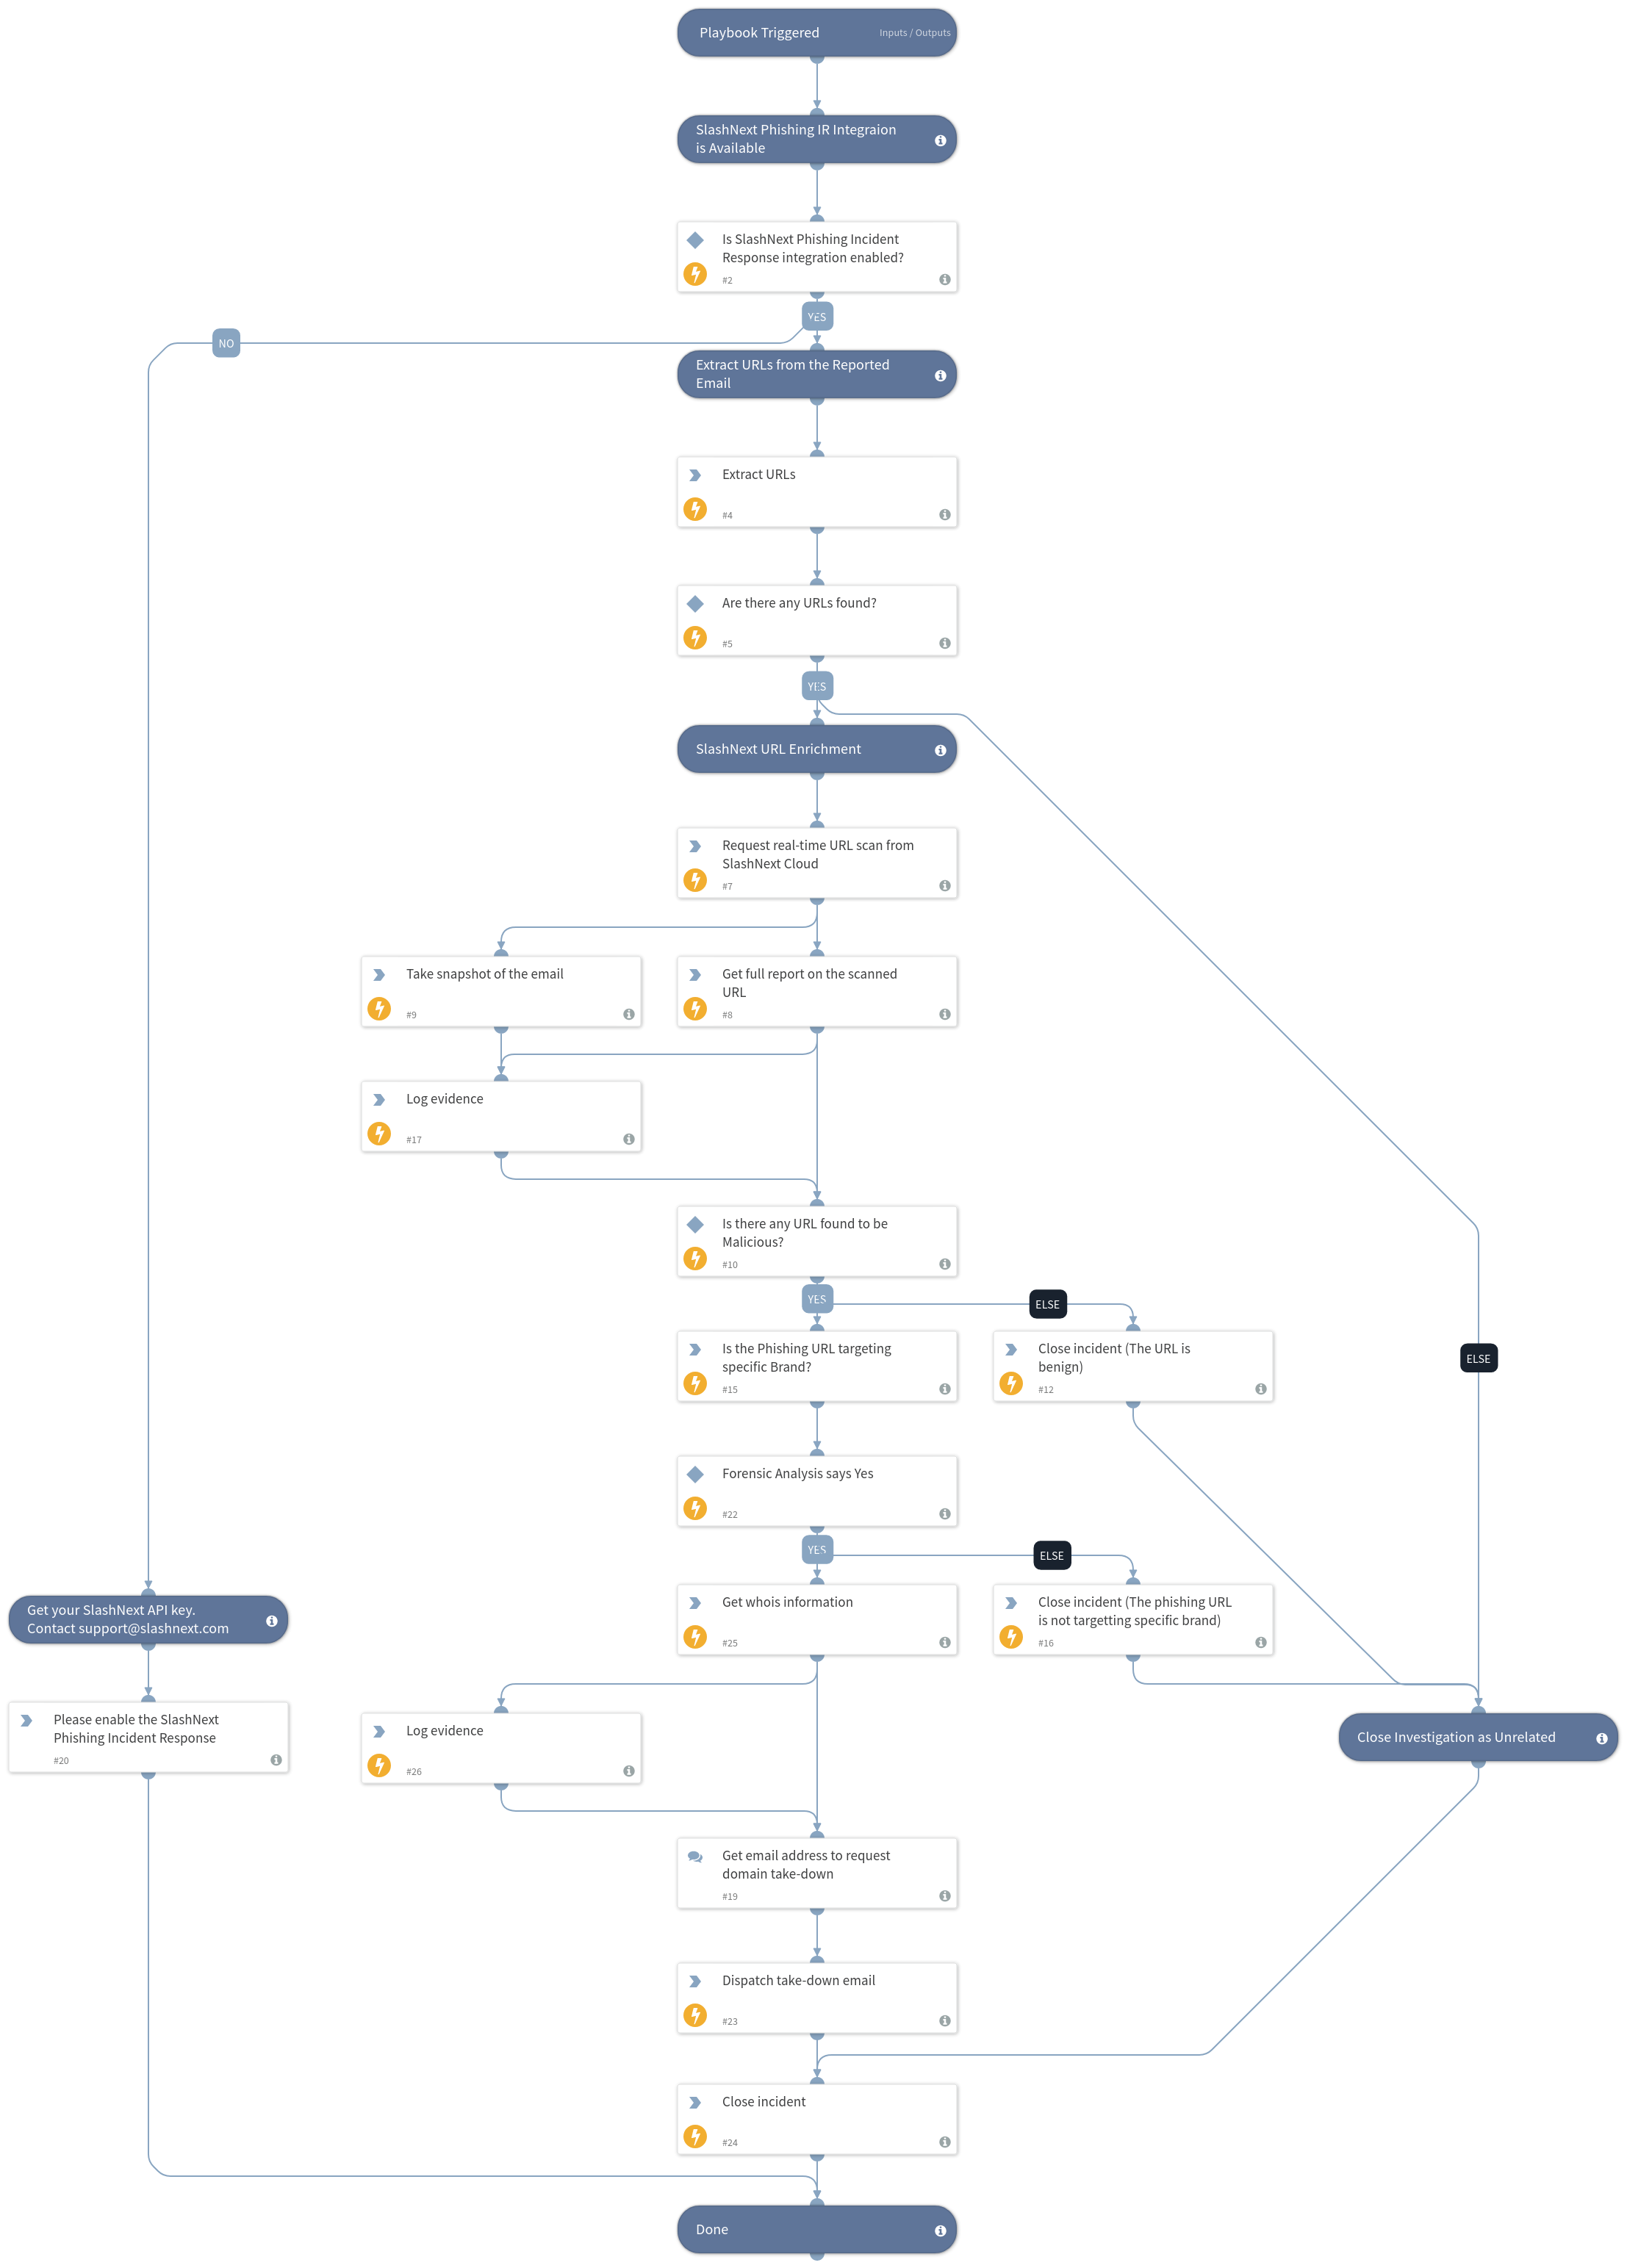 Playbook Triggered
Inputs / Outputs
SlashNext Phishing IR Integraion
is Available
Is SlashNext Phishing Incident
Response integration enabled?
#2
YES
NO
Extract URLs from the Reported
Email
Extract URLs
#4
Are there any URLs found?
#5
YES
SlashNext URL Enrichment
Request real-time URL scan from
SlashNext Cloud
#7
Take snapshot of the email
#9
Get full report on the scanned
URL
#8
Log evidence
#17
Is there any URL found to be
Malicious?
#10
YES
ELSE
Is the Phishing URL targeting
specific Brand?
#15
Close incident (The URL is
benign)
#12
ELSE
Forensic Analysis says Yes
#22
YES
ELSE
Get whois information
#25
Close incident (The phishing URL
is not targetting specific brand)
#16
Get your SlashNext API key.
Contact support@slashnext.com
Please enable the SlashNext
Phishing Incident Response
#20
Log evidence
#26
Close Investigation as Unrelated
Get email address to request
domain take-down
#19
Dispatch take-down email
#23
Close incident
#24
Done